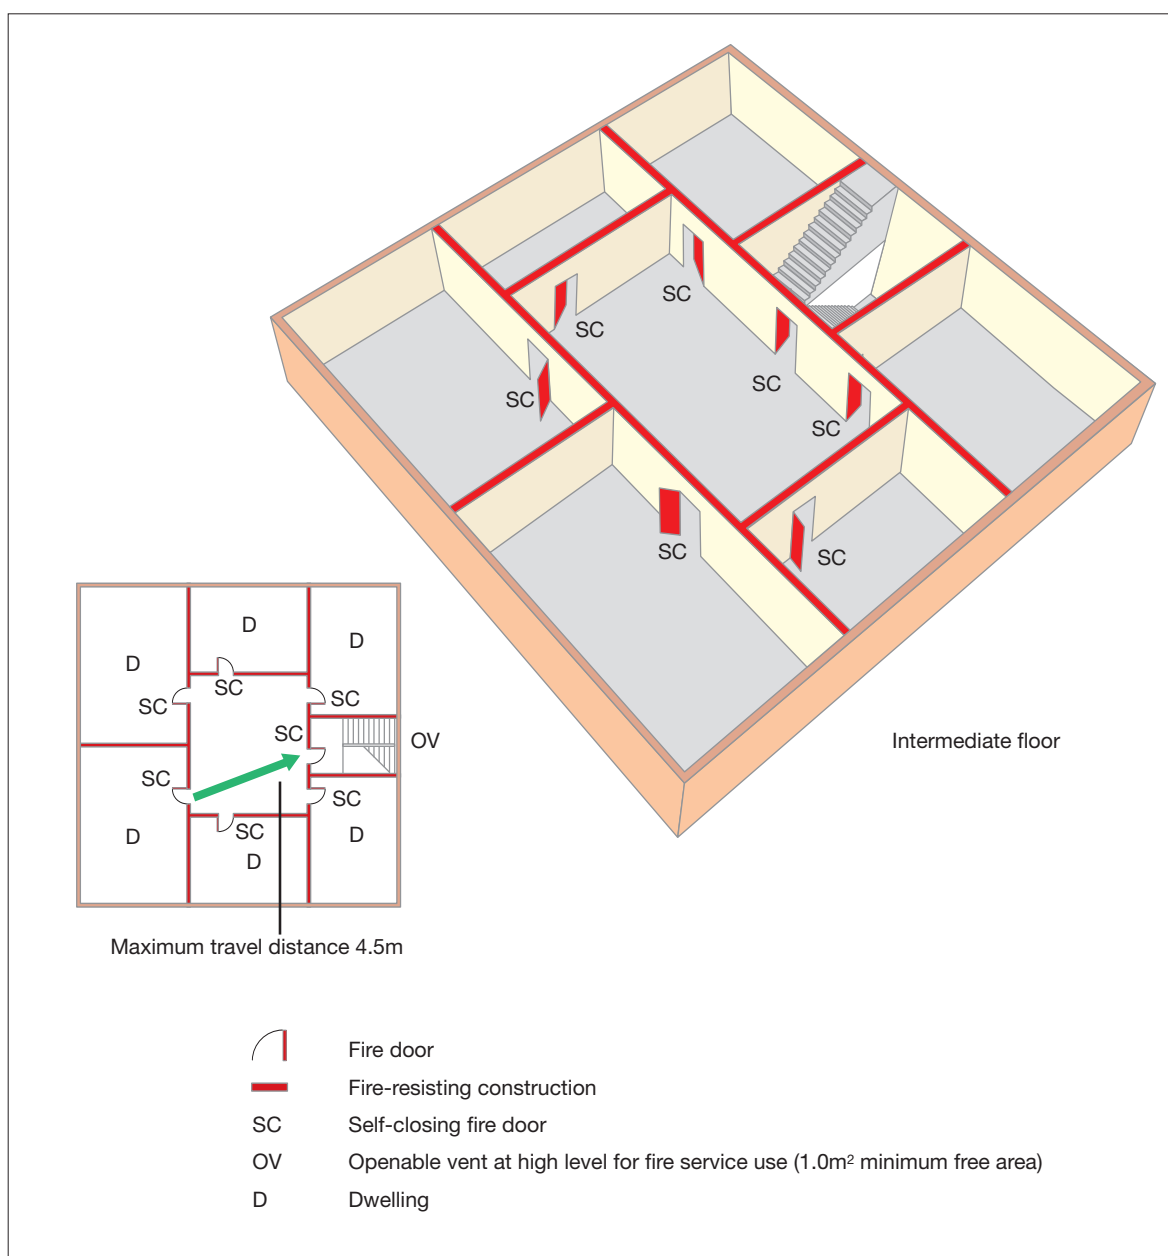 SC
SC
SC
SC
SC
SC
SC
Intermediate floor
D
D
D
SC
SC
SC
SC
OV
SC
SC
SC
D
D
D
Maximum travel distance 4.5m
Fire door
Fire-resisting construction
SC Self-closing fire door
OV Openable vent at high level for fire service use (1.0m² minimum free area)
D Dwelling